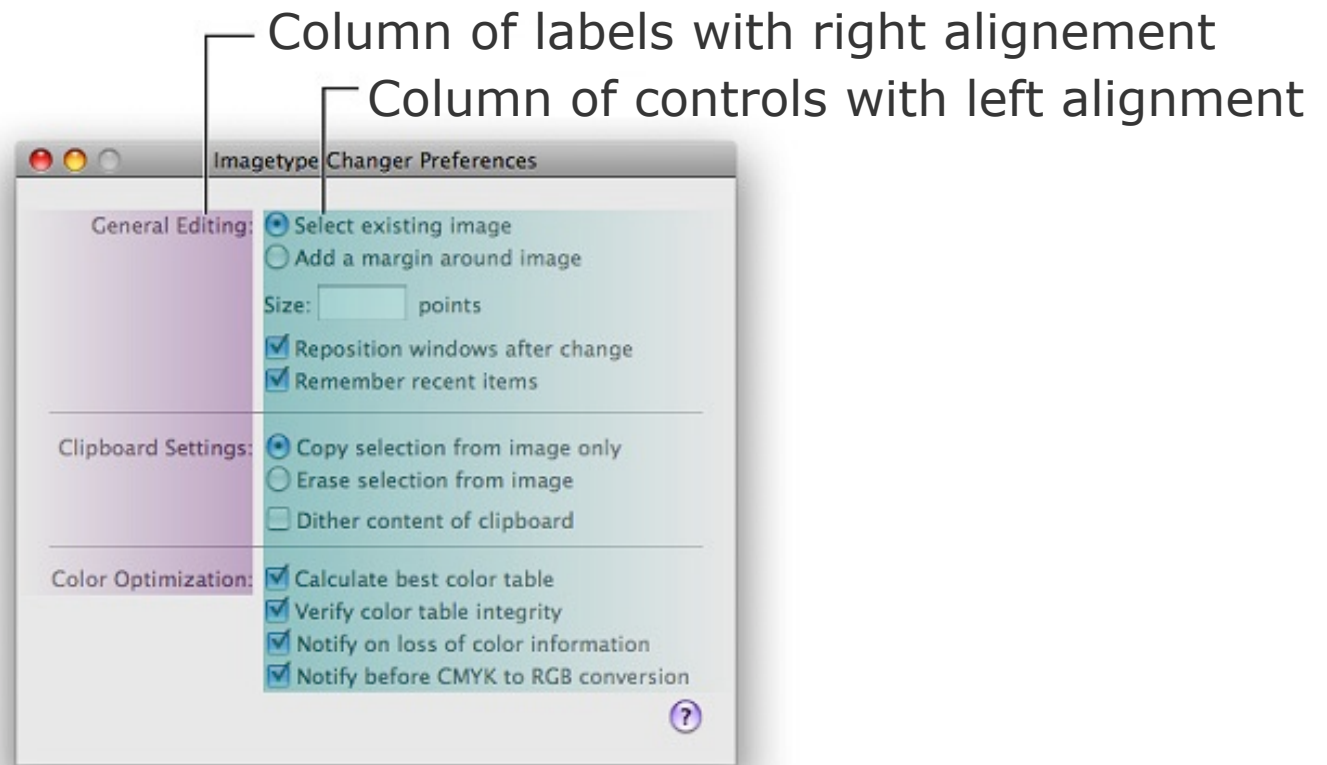 Column of labels with right alignement
Column of controls with left alignment
Imagetype Changer Preferences
General Editing: Select existing image
Add a margin around image
Size: points
Reposition windows after change
Remember recent items
Clipboard Settings: Copy selection from image only
Erase selection from image
Dither content of clipboard
Color Optimization: Calculate best color table
Verify color table integrity
Notify on loss of color information
Notify before CMYK to RGB conversion
?